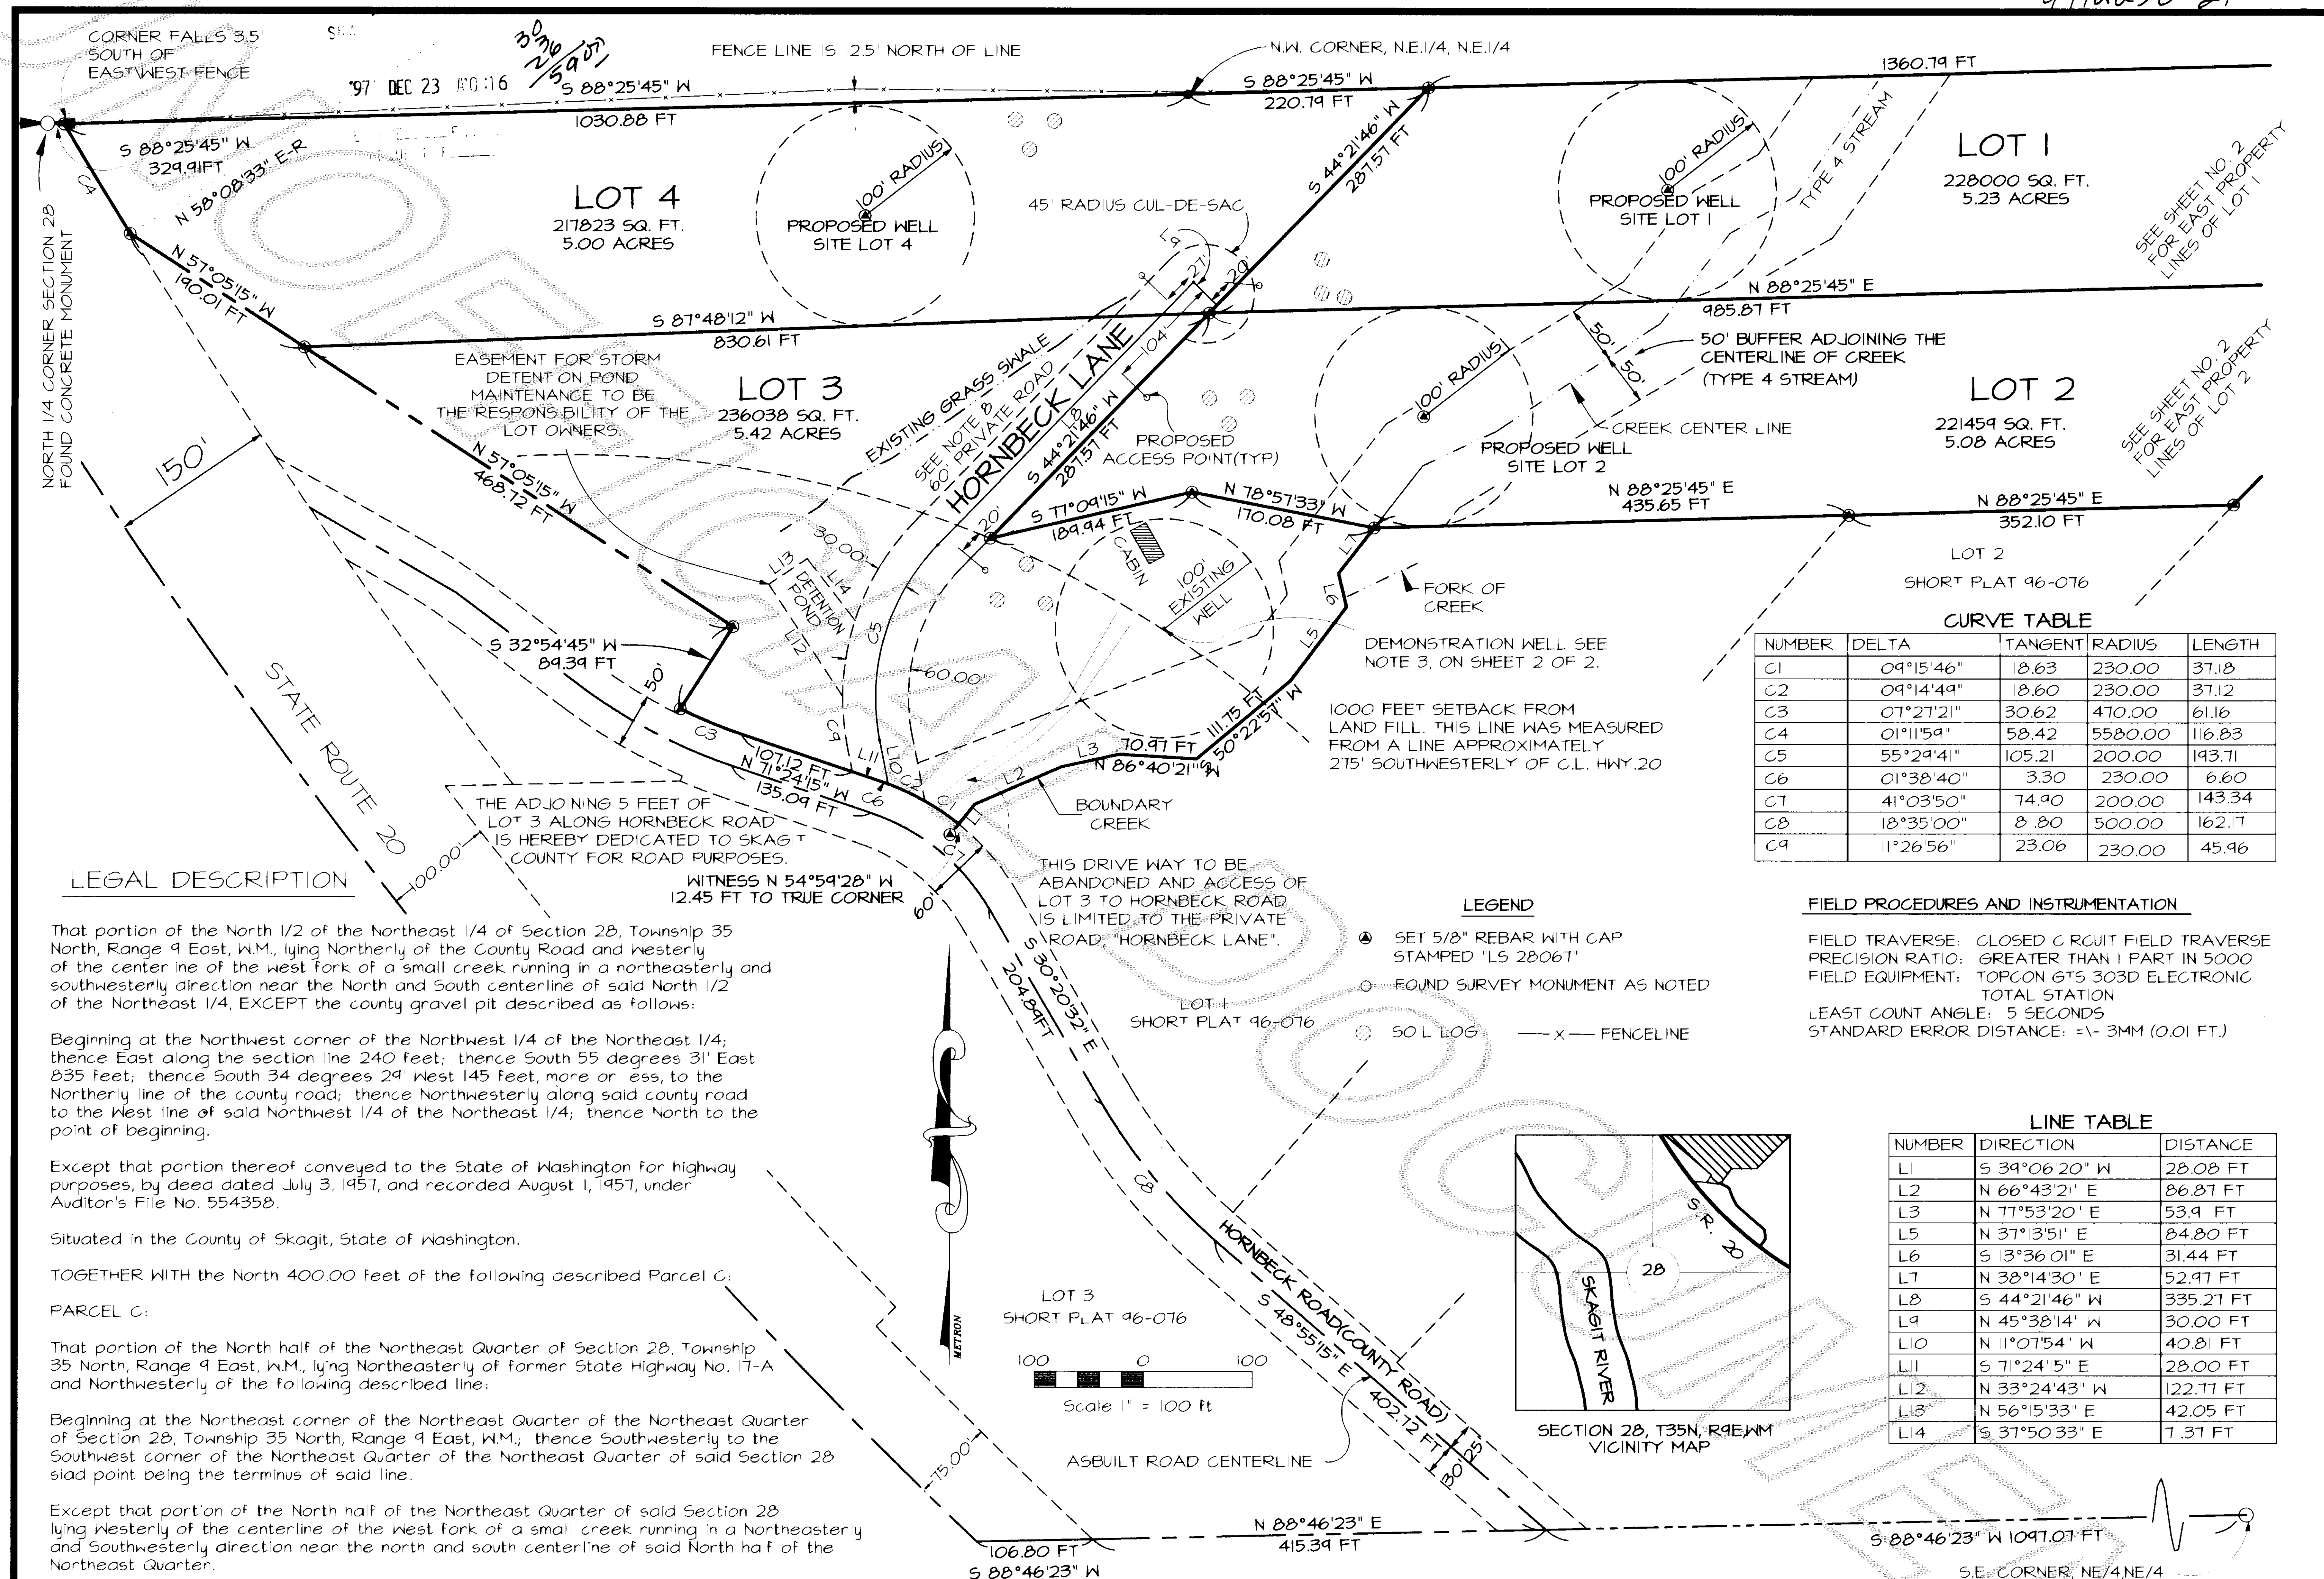 CORNER FALLS 3.5'
SOUTH OF
EAST\WEST FENCE
'97 DEC 23 A10:16
S 88°25'45" W
FENCE LINE IS 12.5' NORTH OF LINE
N.W. CORNER, N.E.1/4, N.E.1/4
S 88°25'45" W
220.79 FT
1360.79 FT
1030.88 FT
S 88°25'45" W
329.91FT
N 58°08'33" E-R
C4
NORTH 1/4 CORNER SECTION 28
FOUND CONCRETE MONUMENT
LOT 4
217823 SQ. FT.
5.00 ACRES
100' RADIUS
PROPOSED WELL
SITE LOT 4
45' RADIUS CUL-DE-SAC
S 44°21'46" W
287.57 FT
100' RADIUS
PROPOSED WELL
SITE LOT 1
TYPE 4 STREAM
LOT 1
228000 SQ. FT.
5.23 ACRES
SEE SHEET NO. 2
FOR EAST PROPERTY
LINES OF LOT 1
N 57°05'15" W
190.01 FT
L9
27'
20'
S 87°48'12" W
830.61 FT
N 88°25'45" E
985.87 FT
EASEMENT FOR STORM
DETENTION POND
MAINTENANCE TO BE
THE RESPONSIBILITY OF THE
LOT OWNERS.
LOT 3
236038 SQ. FT.
5.42 ACRES
EXISTING GRASS SWALE
SEE NOTE 8
60' PRIVATE ROAD
HORNBECK LANE
L8
104'
S 44°21'46" W
287.57 FT
PROPOSED
ACCESS POINT(TYP)
100' RADIUS
PROPOSED WELL
SITE LOT 2
50'
50'
50' BUFFER ADJOINING THE
CENTERLINE OF CREEK
(TYPE 4 STREAM)
CREEK CENTER LINE
LOT 2
221459 SQ. FT.
5.08 ACRES
SEE SHEET NO. 2
FOR EAST PROPERTY
LINES OF LOT 2
150'
N 57°05'15" W
468.72 FT
20'
S 77°09'15" W
189.94 FT
N 78°57'33" W
170.08 FT
N 88°25'45" E
435.65 FT
N 88°25'45" E
352.10 FT
LOT 2
SHORT PLAT 96-076
30.00'
L13
L14
DETENTION
POND
L12
C5
60.00'
CABIN
100'
EXISTING
WELL
L7
L6
L5
FORK OF
CREEK
DEMONSTRATION WELL SEE
NOTE 3, ON SHEET 2 OF 2.
1000 FEET SETBACK FROM
LAND FILL. THIS LINE WAS MEASURED
FROM A LINE APPROXIMATELY
275' SOUTHWESTERLY OF C.L. HWY.20
S 32°54'45" W
89.39 FT
50'
STATE ROUTE 20
100.00'
C3
107.12 FT
N 71°24'15" W
135.09 FT
C9
L11
L10
C2
C6
C1
L1
L2
L3
70.97 FT
N 86°40'21" W
111.75 FT
S 50°22'57" W
BOUNDARY
CREEK
C7
THE ADJOINING 5 FEET OF
LOT 3 ALONG HORNBECK ROAD
IS HEREBY DEDICATED TO SKAGIT
COUNTY FOR ROAD PURPOSES.
WITNESS N 54°59'28" W
12.45 FT TO TRUE CORNER
60'
THIS DRIVE WAY TO BE
ABANDONED AND ACCESS OF
LOT 3 TO HORNBECK ROAD
IS LIMITED TO THE PRIVATE
ROAD, "HORNBECK LANE".
CURVE TABLE
NUMBER DELTA TANGENT RADIUS LENGTH
C1 09°15'46" 18.63 230.00 37.18
C2 09°14'49" 18.60 230.00 37.12
C3 07°27'21" 30.62 470.00 61.16
C4 01°11'59" 58.42 5580.00 116.83
C5 55°29'41" 105.21 200.00 193.71
C6 01°38'40" 3.30 230.00 6.60
C7 41°03'50" 74.90 200.00 143.34
C8 18°35'00" 81.80 500.00 162.17
C9 11°26'56" 23.06 230.00 45.96
LEGAL DESCRIPTION
That portion of the North 1/2 of the Northeast 1/4 of Section 28, Township 35
North, Range 9 East, W.M., lying Northerly of the County Road and Westerly
of the centerline of the west fork of a small creek running in a northeasterly and
southwesterly direction near the North and South centerline of said North 1/2
of the Northeast 1/4, EXCEPT the county gravel pit described as follows:
Beginning at the Northwest corner of the Northwest 1/4 of the Northeast 1/4;
thence East along the section line 240 feet; thence South 55 degrees 31' East
835 feet; thence South 34 degrees 29' West 145 feet, more or less, to the
Northerly line of the county road; thence Northwesterly along said county road
to the West line of said Northwest 1/4 of the Northeast 1/4; thence North to the
point of beginning.
Except that portion thereof conveyed to the State of Washington for highway
purposes, by deed dated July 3, 1957, and recorded August 1, 1957, under
Auditor's File No. 554358.
Situated in the County of Skagit, State of Washington.
TOGETHER WITH the North 400.00 feet of the following described Parcel C:
PARCEL C:
That portion of the North half of the Northeast Quarter of Section 28, Township
35 North, Range 9 East, W.M., lying Northeasterly of former State Highway No. 17-A
and Northwesterly of the following described line:
Beginning at the Northeast corner of the Northeast Quarter of the Northeast Quarter
of Section 28, Township 35 North, Range 9 East, W.M.; thence Southwesterly to the
Southwest corner of the Northeast Quarter of the Northeast Quarter of said Section 28
siad point being the terminus of said line.
Except that portion of the North half of the Northeast Quarter of said Section 28
lying Westerly of the centerline of the West fork of a small creek running in a Northeasterly
and Southwesterly direction near the north and south centerline of said North half of the
Northeast Quarter.
LEGEND
SET 5/8" REBAR WITH CAP
STAMPED "LS 28067"
FOUND SURVEY MONUMENT AS NOTED
SOIL LOG —x— FENCELINE
FIELD PROCEDURES AND INSTRUMENTATION
FIELD TRAVERSE: CLOSED CIRCUIT FIELD TRAVERSE
PRECISION RATIO: GREATER THAN 1 PART IN 5000
FIELD EQUIPMENT: TOPCON GTS 303D ELECTRONIC
TOTAL STATION
LEAST COUNT ANGLE: 5 SECONDS
STANDARD ERROR DISTANCE: =\- 3MM (0.01 FT.)
S 30°20'32" E
204.89FT
LOT 1
SHORT PLAT 96-076
C8
METRON
LOT 3
SHORT PLAT 96-076
100 0 100
Scale 1" = 100 ft
HORNBECK ROAD(COUNTY ROAD)
S 48°55'15" E
402.72 FT
30'
25'
ASBUILT ROAD CENTERLINE
75.00'
S.R. 20
28
SKAGIT RIVER
SECTION 28, T35N, R9E,WM
VICINITY MAP
LINE TABLE
NUMBER DIRECTION DISTANCE
L1 S 39°06'20" W 28.08 FT
L2 N 66°43'21" E 86.87 FT
L3 N 77°53'20" E 53.91 FT
L5 N 37°13'51" E 84.80 FT
L6 S 13°36'01" E 31.44 FT
L7 N 38°14'30" E 52.97 FT
L8 S 44°21'46" W 335.27 FT
L9 N 45°38'14" W 30.00 FT
L10 N 11°07'54" W 40.81 FT
L11 S 71°24'15" E 28.00 FT
L12 N 33°24'43" W 122.77 FT
L13 N 56°15'33" E 42.05 FT
L14 S 37°50'33" E 71.37 FT
106.80 FT
S 88°46'23" W
N 88°46'23" E
415.39 FT
S 88°46'23" W 1097.07 FT
S.E. CORNER, NE/4,NE/4